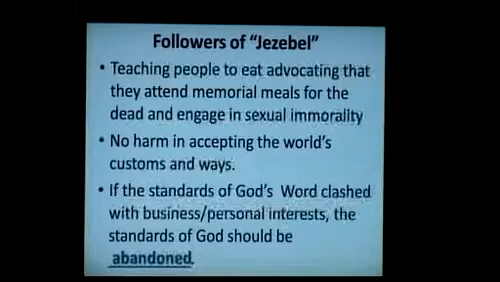 Followers of "Jezebel"
• Teaching people to eat advocating that
they attend memorial meals for the
dead and engage in sexual immorality
• No harm in accepting the world's
customs and ways.
• If the standards of God's Word clashed
with business/personal interests, the
standards of God should be
abandoned.